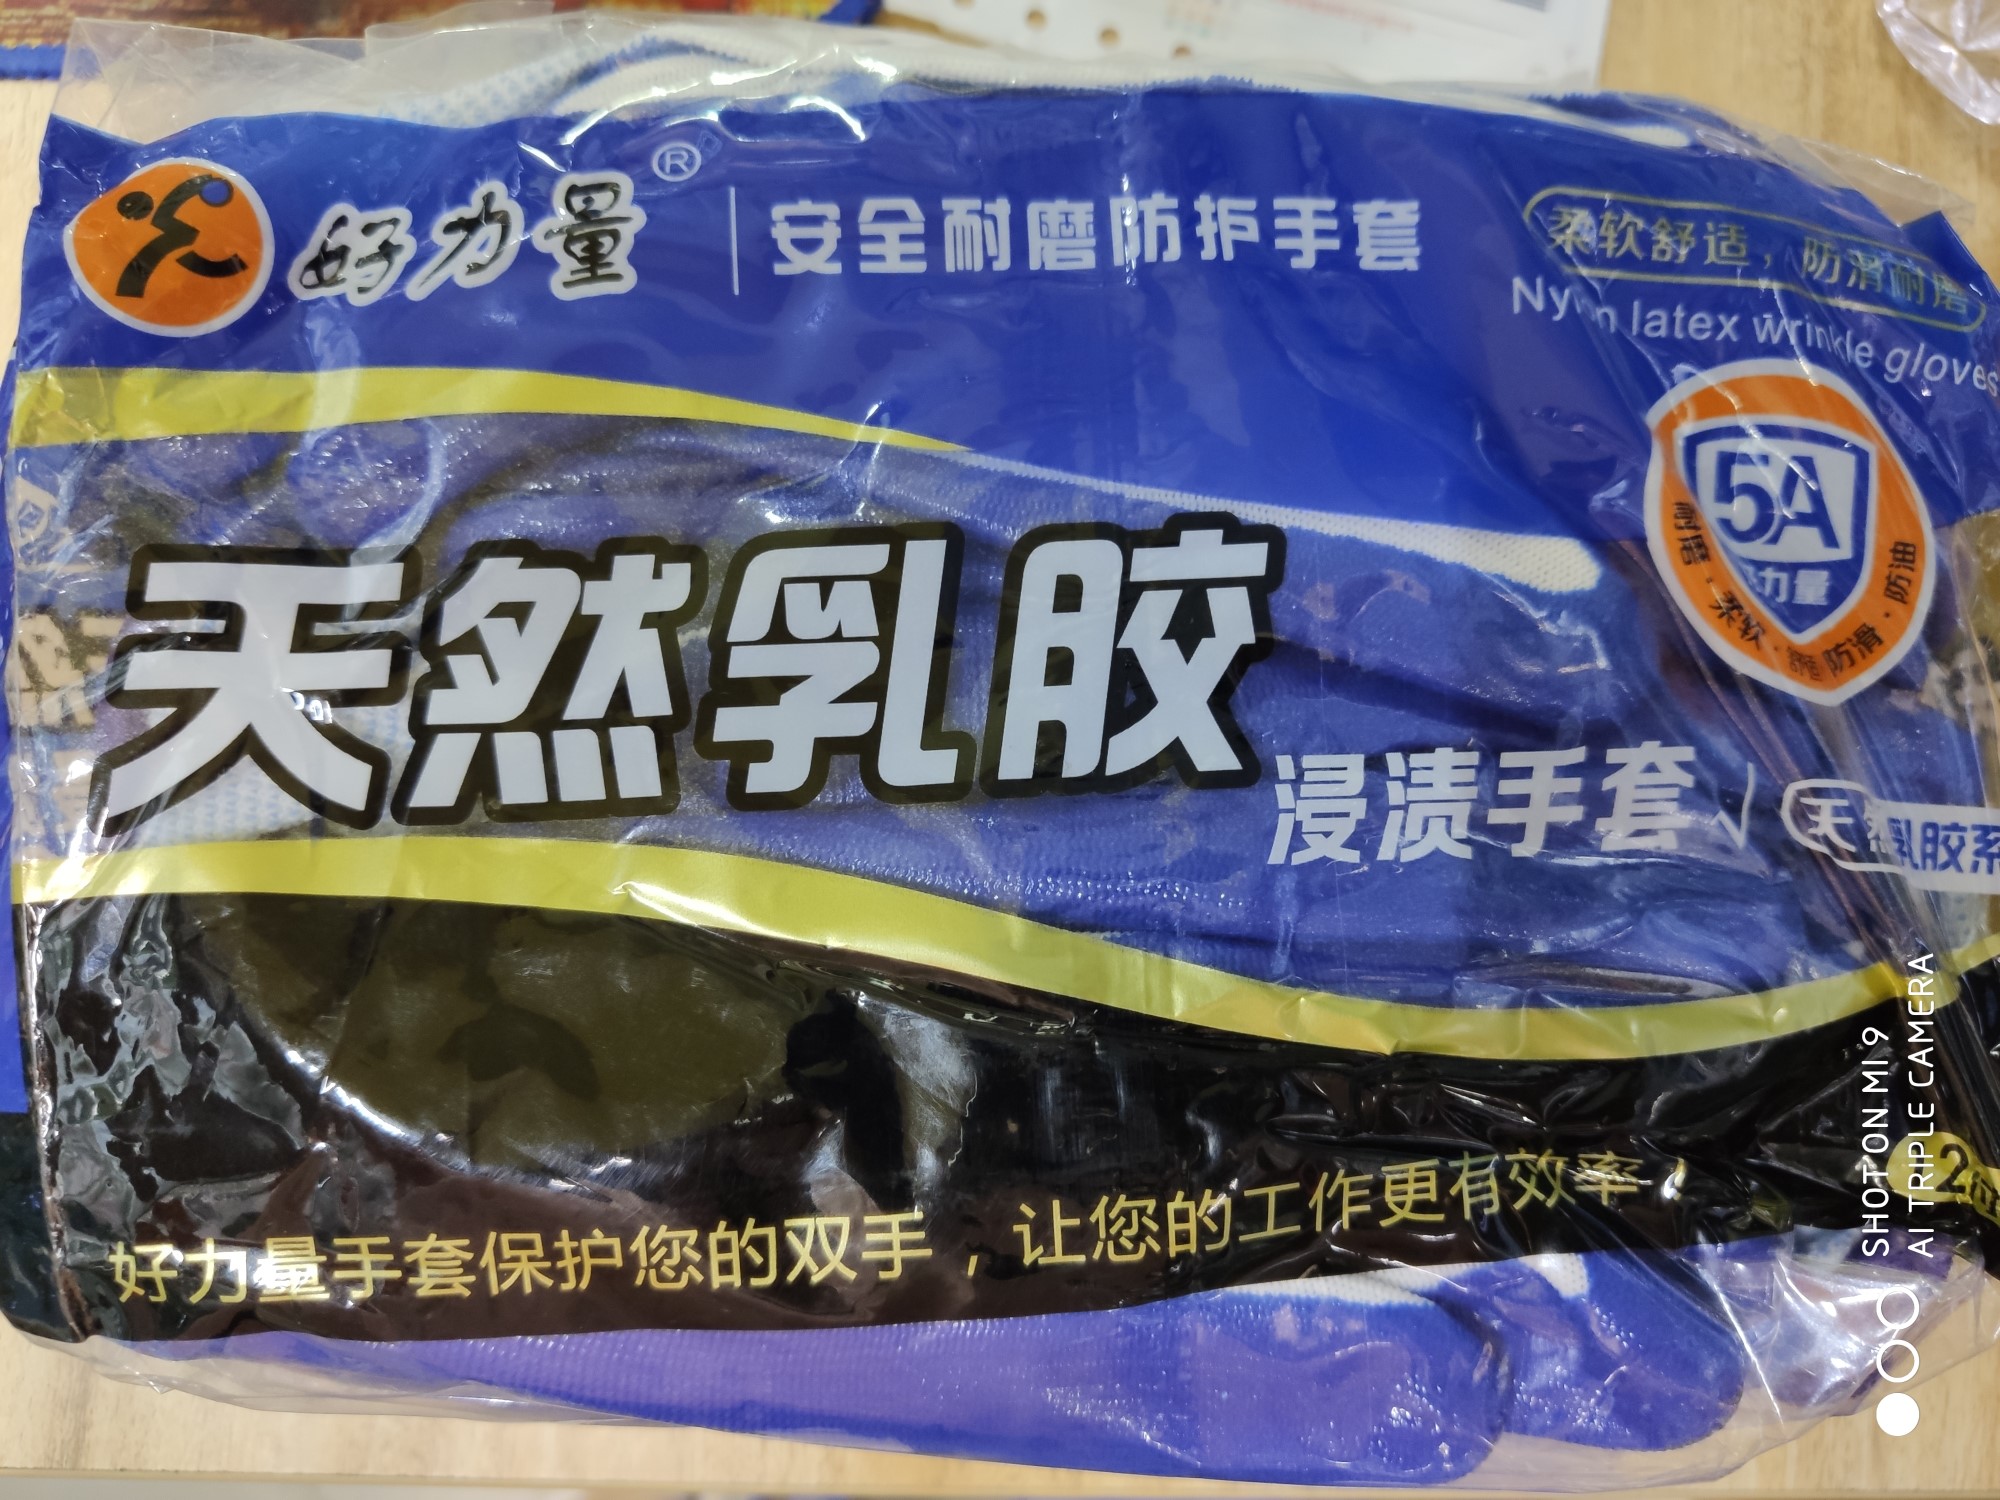 好力量®
安全耐磨防护手套
柔软舒适，防滑耐磨
Nylon latex wrinkle gloves
5A
力量
耐磨·柔软·防滑·防油
天然乳胶
浸渍手套
天然乳胶系
好力量手套保护您的双手，让您的工作更有效率！
SHOT ON MI 9
AI TRIPLE CAMERA